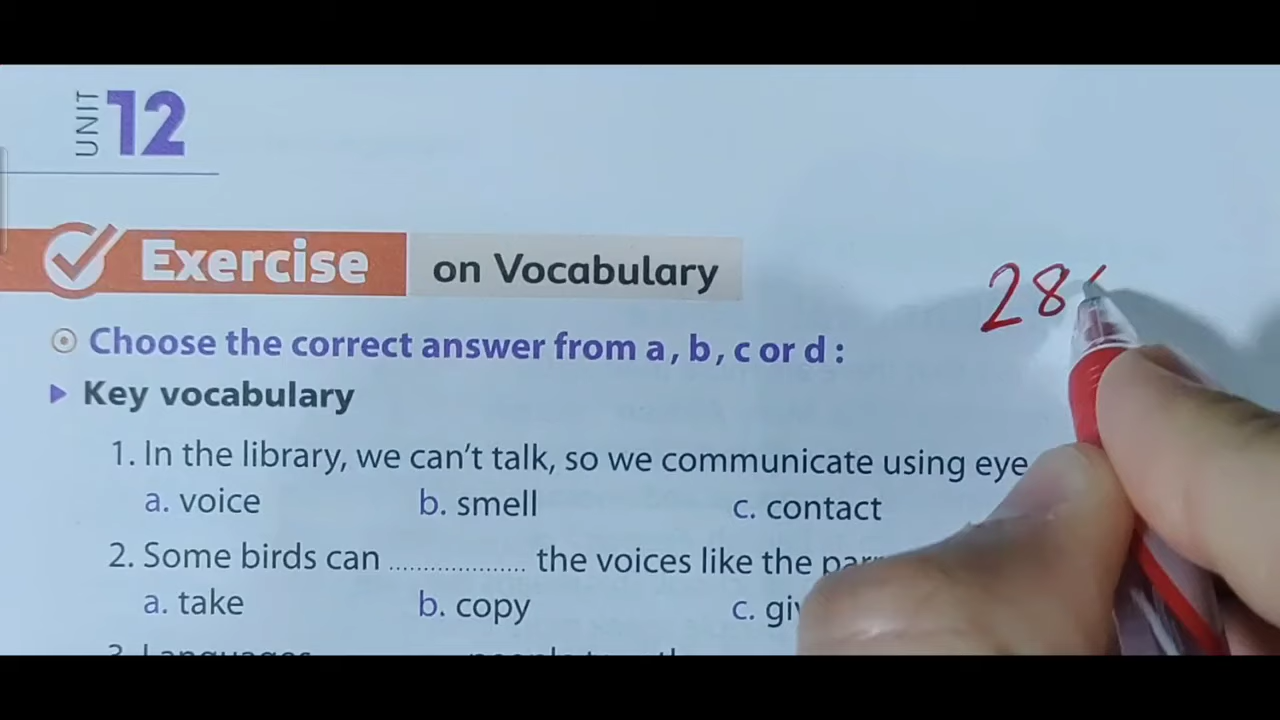 UNIT 12
Exercise on Vocabulary
Choose the correct answer from a, b, c or d :
Key vocabulary
28
1. In the library, we can't talk, so we communicate using eye
a. voice b. smell c. contact
2. Some birds can .................... the voices like the
a. take b. copy c.
3. Languages